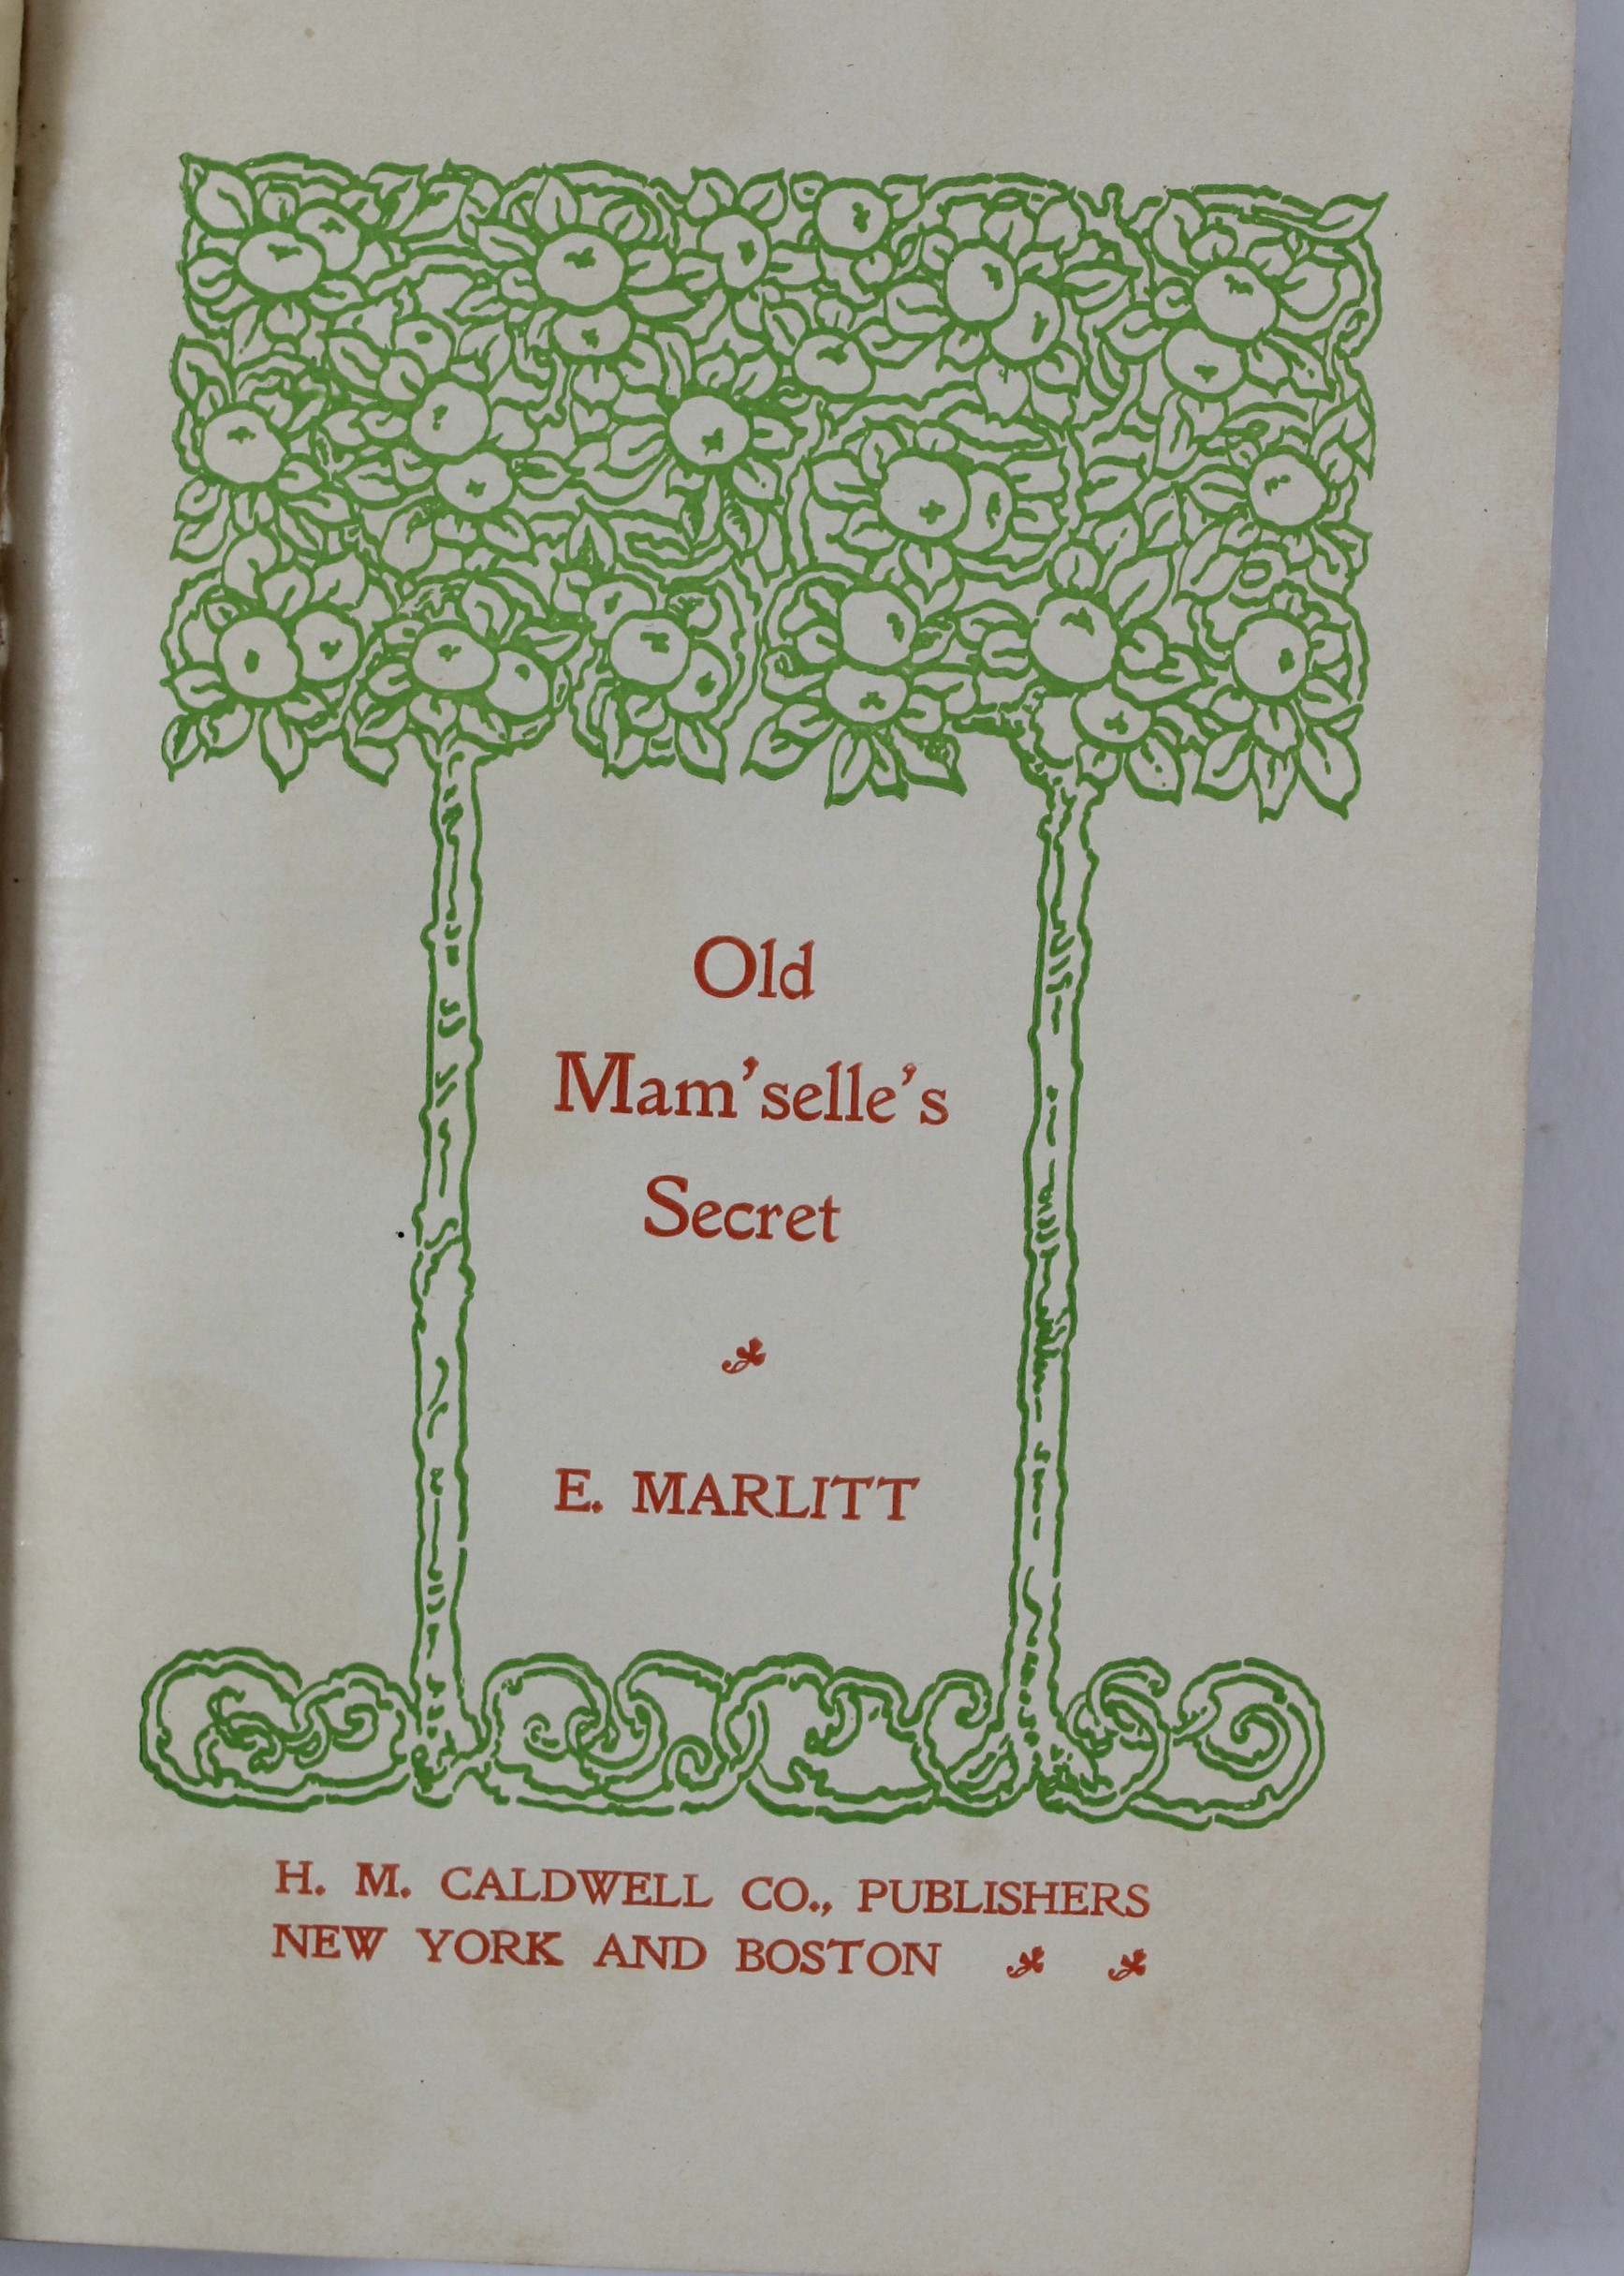 Old
Mam'selle's
Secret
E. MARLITT
H. M. CALDWELL CO., PUBLISHERS
NEW YORK AND BOSTON